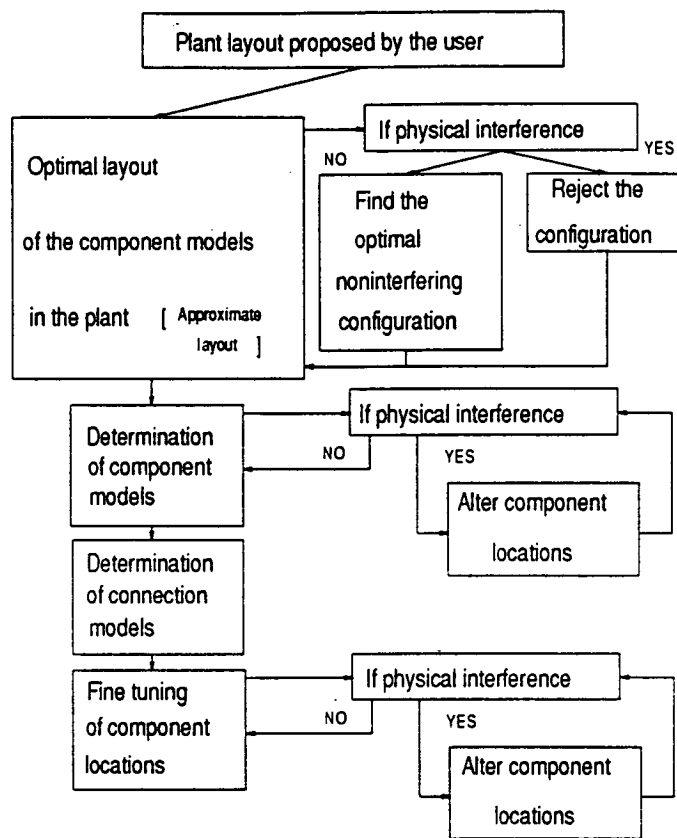 Plant layout proposed by the user
If physical interference
NO
YES
Optimal layout
of the component models
in the plant [ Approximate
layout ]
Find the
optimal
noninterfering
configuration
Reject the
configuration
Determination
of component
models
If physical interference
NO
YES
Alter component
locations
Determination
of connection
models
Fine tuning
of component
locations
If physical interference
NO
YES
Alter component
locations